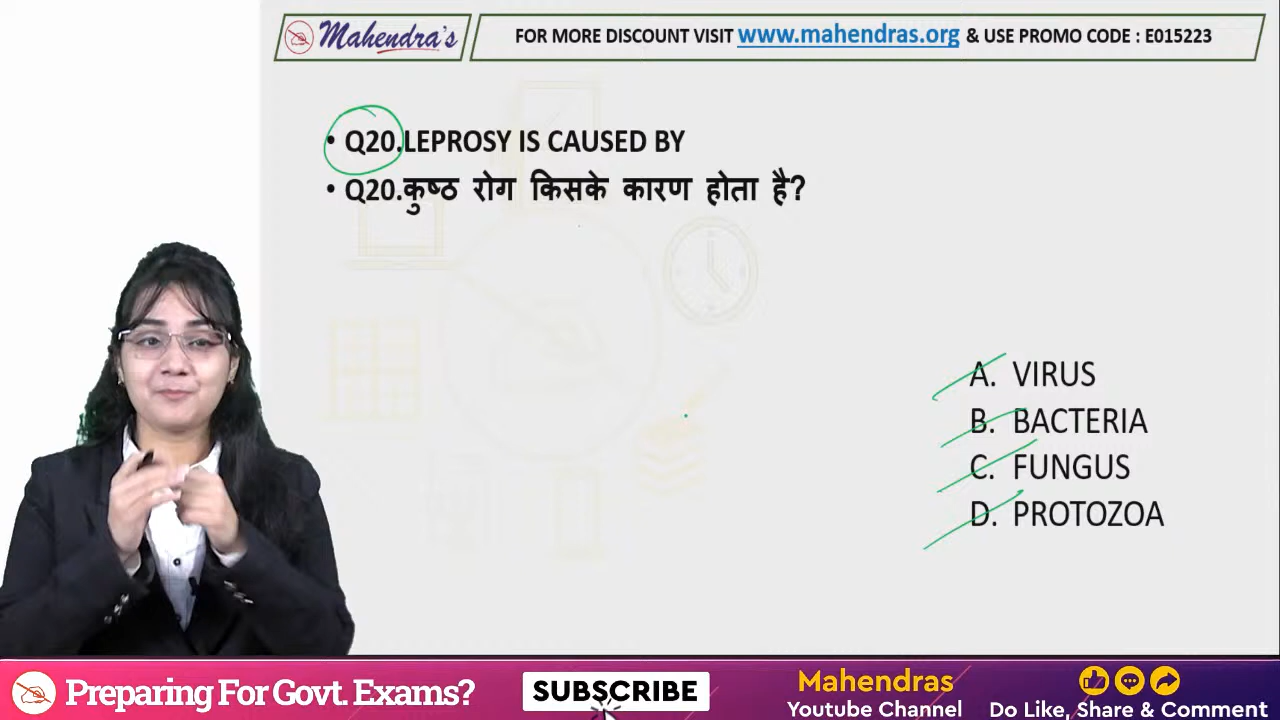 Mahendra's
FOR MORE DISCOUNT VISIT www.mahendras.org & USE PROMO CODE : E015223
• Q20.LEPROSY IS CAUSED BY
• Q20.कुष्ठ रोग किसके कारण होता है?
A. VIRUS
B. BACTERIA
C. FUNGUS
D. PROTOZOA
Preparing For Govt. Exams?
SUBSCRIBE
Mahendras
Youtube Channel
Do Like, Share & Comment